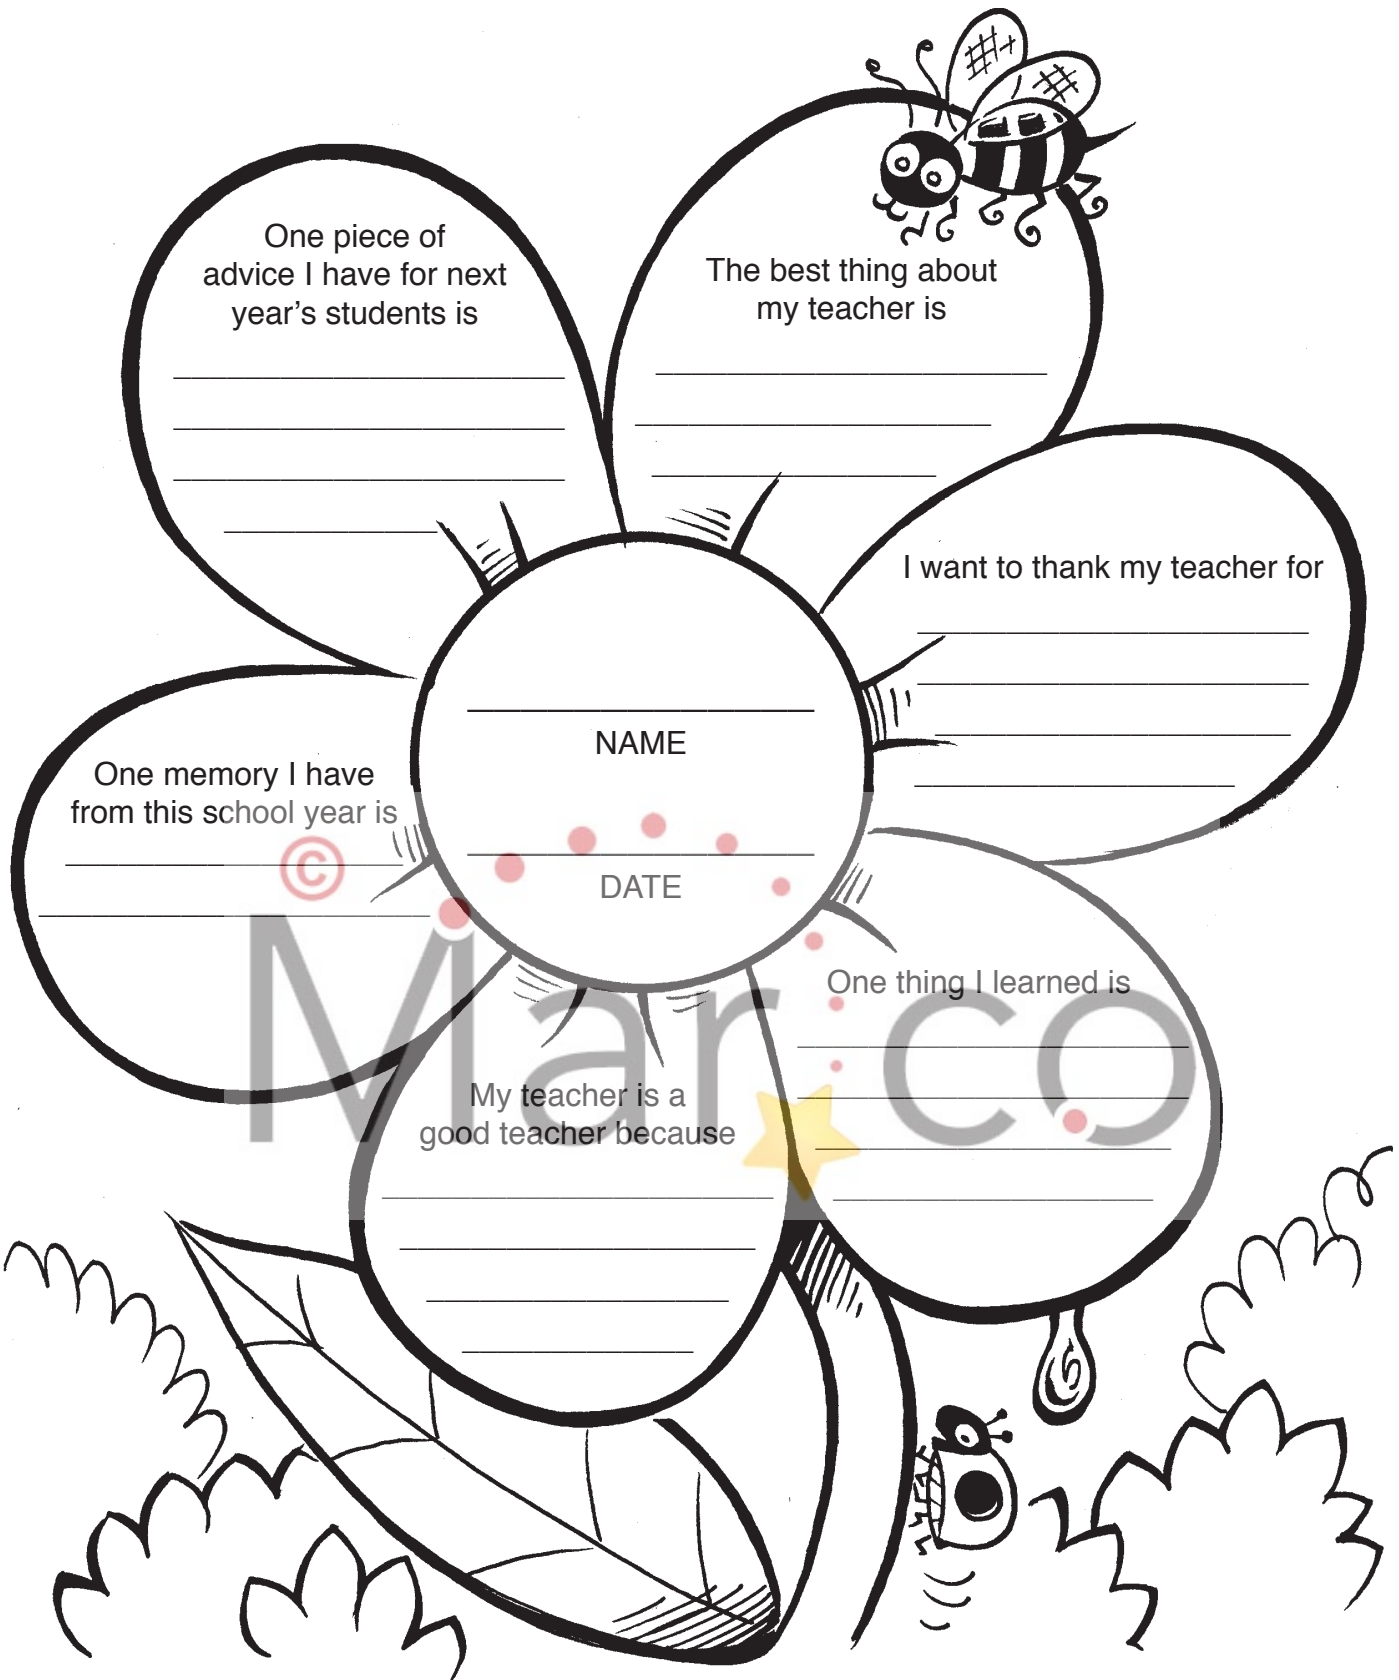 One piece of
advice I have for next
year’s students is
The best thing about
my teacher is
I want to thank my teacher for
NAME
DATE
One memory I have
from this school year is
One thing I learned is
My teacher is a
good teacher because
©
Marco